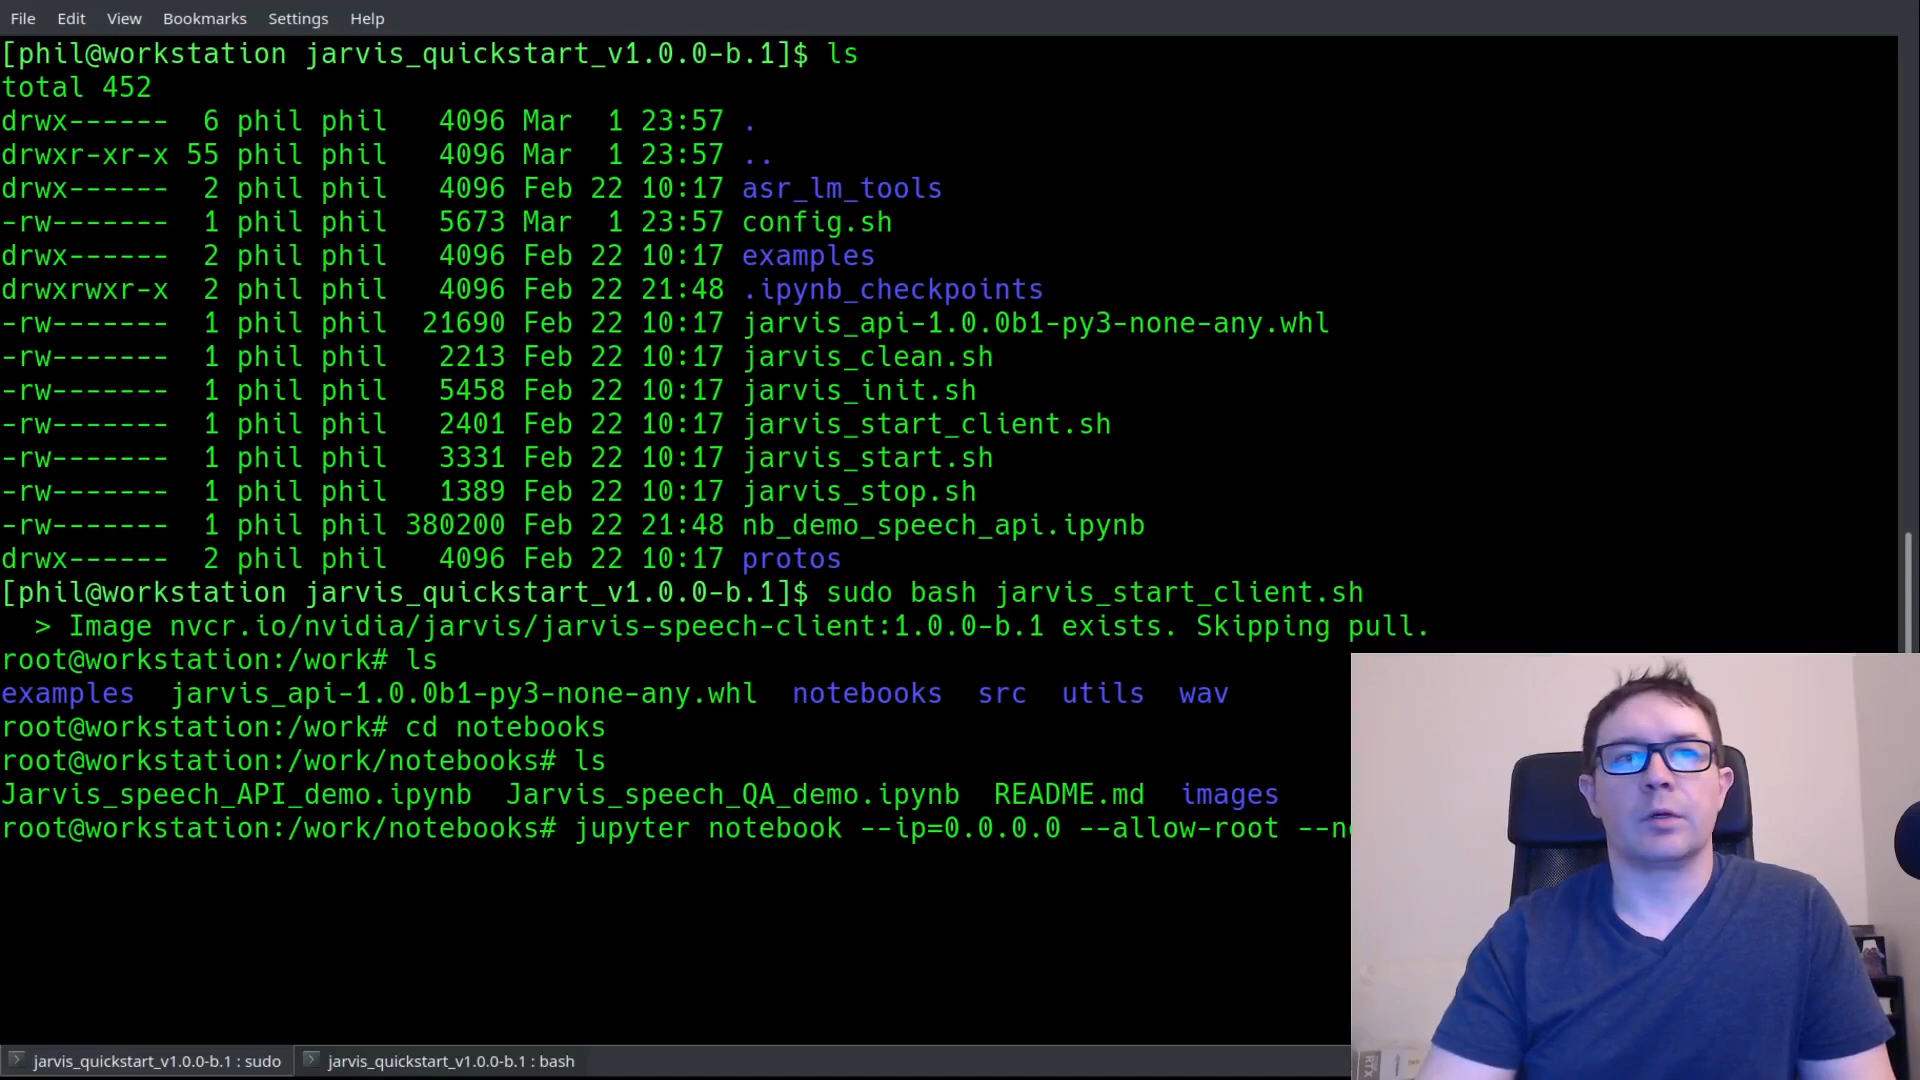 File Edit View Bookmarks Settings Help
[phil@workstation jarvis_quickstart_v1.0.0-b.1]$ ls
total 452
drwx------ 6 phil phil 4096 Mar 1 23:57 .
drwxr-xr-x 55 phil phil 4096 Mar 1 23:57 ..
drwx------ 2 phil phil 4096 Feb 22 10:17 asr_lm_tools
-rw------- 1 phil phil 5673 Mar 1 23:57 config.sh
drwx------ 2 phil phil 4096 Feb 22 10:17 examples
drwxrwxr-x 2 phil phil 4096 Feb 22 21:48 .ipynb_checkpoints
-rw------- 1 phil phil 21690 Feb 22 10:17 jarvis_api-1.0.0b1-py3-none-any.whl
-rw------- 1 phil phil 2213 Feb 22 10:17 jarvis_clean.sh
-rw------- 1 phil phil 5458 Feb 22 10:17 jarvis_init.sh
-rw------- 1 phil phil 2401 Feb 22 10:17 jarvis_start_client.sh
-rw------- 1 phil phil 3331 Feb 22 10:17 jarvis_start.sh
-rw------- 1 phil phil 1389 Feb 22 10:17 jarvis_stop.sh
-rw------- 1 phil phil 380200 Feb 22 21:48 nb_demo_speech_api.ipynb
drwx------ 2 phil phil 4096 Feb 22 10:17 protos
[phil@workstation jarvis_quickstart_v1.0.0-b.1]$ sudo bash jarvis_start_client.sh
> Image nvcr.io/nvidia/jarvis/jarvis-speech-client:1.0.0-b.1 exists. Skipping pull.
root@workstation:/work# ls
examples jarvis_api-1.0.0b1-py3-none-any.whl notebooks src utils wav
root@workstation:/work# cd notebooks
root@workstation:/work/notebooks# ls
Jarvis_speech_API_demo.ipynb Jarvis_speech_QA_demo.ipynb README.md images
root@workstation:/work/notebooks# jupyter notebook --ip=0.0.0.0 --allow-root
jarvis_quickstart_v1.0.0-b.1 : sudo jarvis_quickstart_v1.0.0-b.1 : bash
RTX